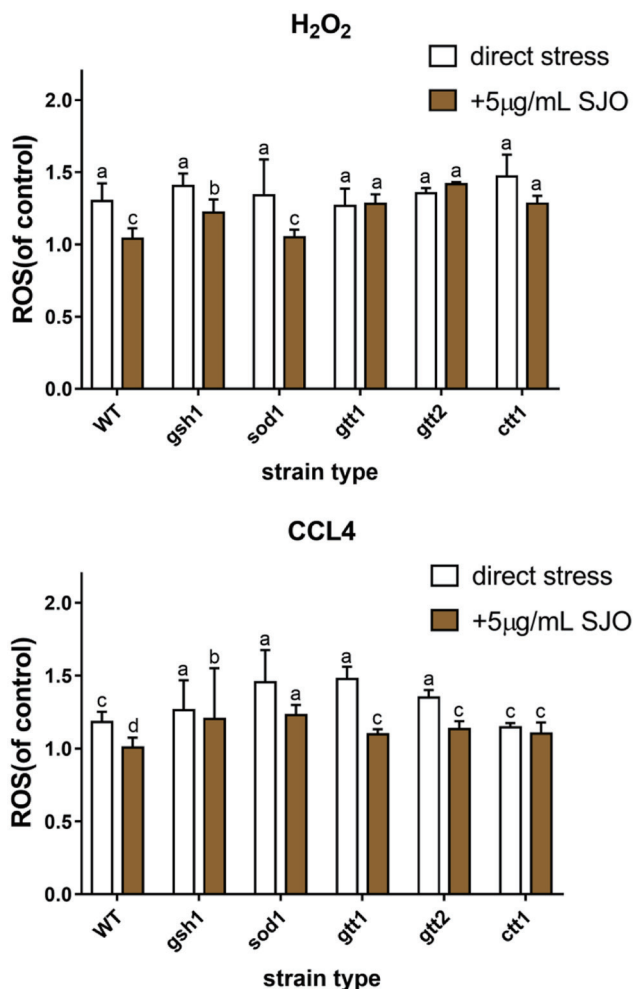 H₂O₂
direct stress
+5μg/mL SJO
2.0
1.5
1.0
0.5
0.0
ROS(of control)
a c a b a c a a a a a a
WT gsh1 sod1 gtt1 gtt2 ctt1
strain type
CCL4
direct stress
+5μg/mL SJO
2.0
1.5
1.0
0.5
0.0
ROS(of control)
c d a b a a a c a c c c
WT gsh1 sod1 gtt1 gtt2 ctt1
strain type